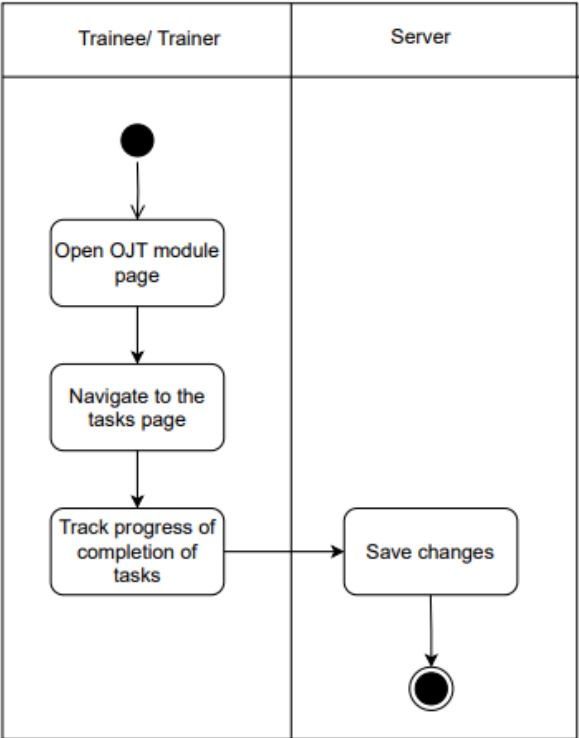 Trainee/ Trainer
Server
Open OJT module
page
Navigate to the
tasks page
Track progress of
completion of
tasks
Save changes